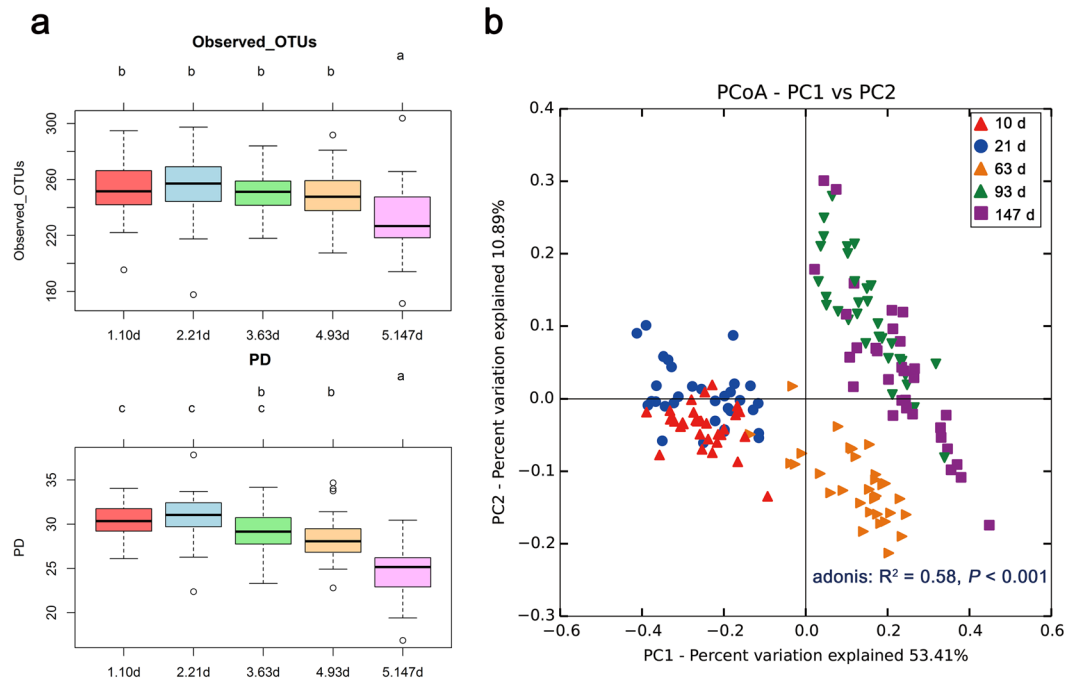 a
Observed_OTUs
b b b b a
Observed_OTUs
300
260
220
180
1.10d 2.21d 3.63d 4.93d 5.147d
PD
c c b b a
c
PD
35
30
25
20
1.10d 2.21d 3.63d 4.93d 5.147d
b
PCoA - PC1 vs PC2
PC2 - Percent variation explained 10.89%
0.4
0.3
0.2
0.1
0.0
−0.1
−0.2
−0.3
10 d
21 d
63 d
93 d
147 d
adonis: R² = 0.58, P < 0.001
−0.6 −0.4 −0.2 0.0 0.2 0.4 0.6
PC1 - Percent variation explained 53.41%